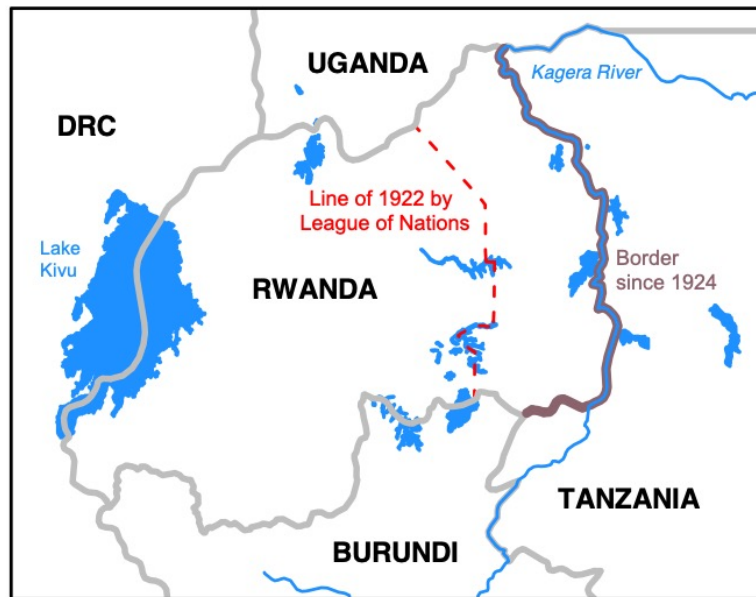 UGANDA
Kagera River
DRC
Line of 1922 by
League of Nations
Lake
Kivu
Border
since 1924
RWANDA
TANZANIA
BURUNDI